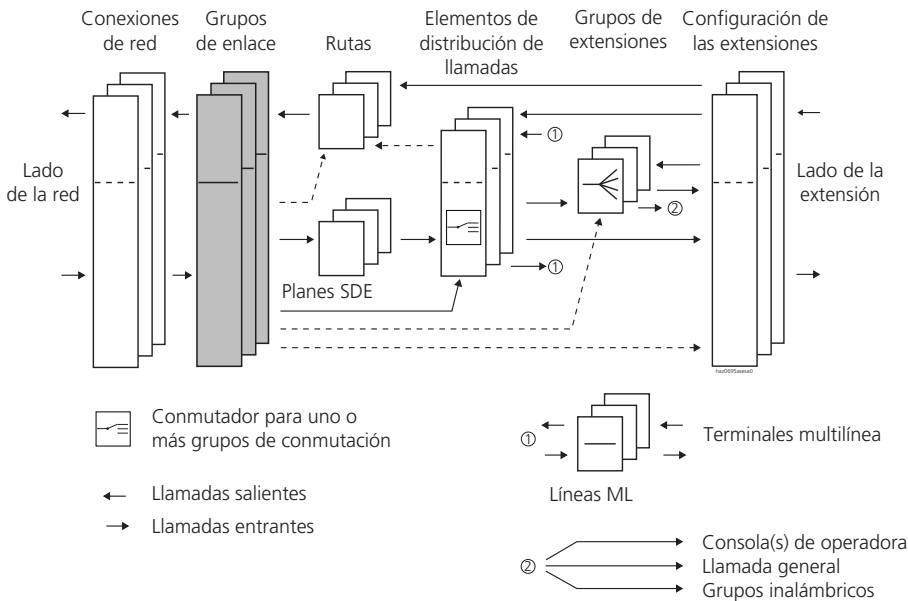 Conexiones
de red
Grupos
de enlace
Rutas
Elementos de
distribución de
llamadas
Grupos de
extensiones
Configuración de
las extensiones
①
Lado
de la red
Lado de la
extensión
②
①
Planes SDE
haz0695aaesa0
Conmutador para uno o
más grupos de conmutación
①
Terminales multilínea
Líneas ML
Llamadas salientes
Llamadas entrantes
②
Consola(s) de operadora
Llamada general
Grupos inalámbricos